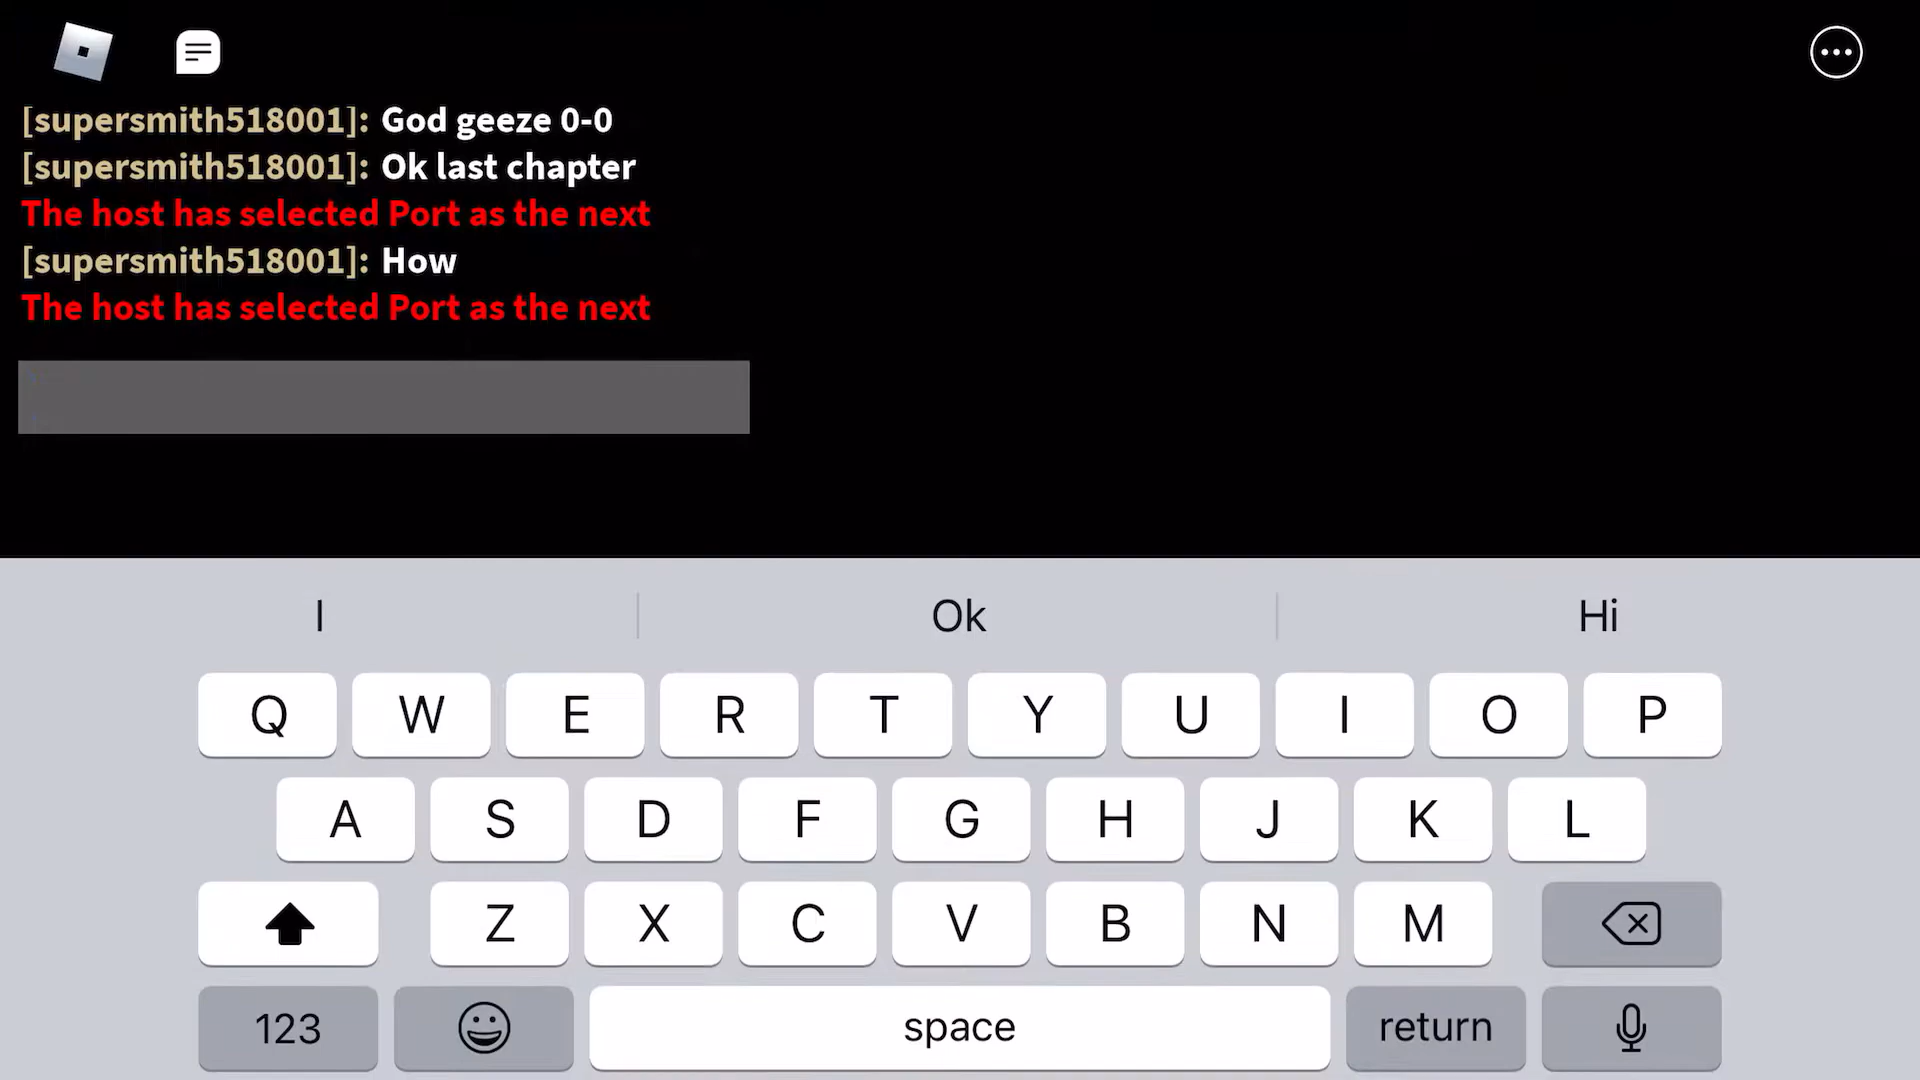 [supersmith518001]: God geeze 0-0
[supersmith518001]: Ok last chapter
The host has selected Port as the next
[supersmith518001]: How
The host has selected Port as the next
I Ok Hi
Q W E R T Y U I O P
A S D F G H J K L
Z X C V B N M
123 space return